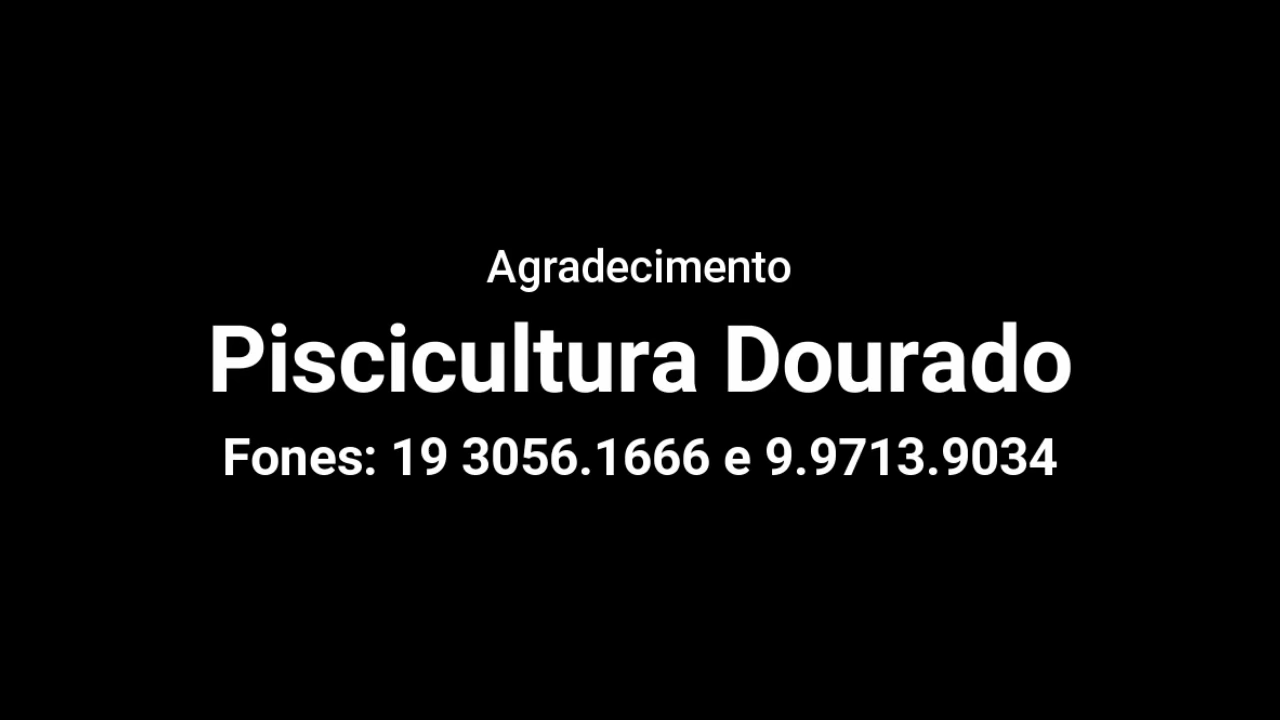 Agradecimento
Piscicultura Dourado
Fones: 19 3056.1666 e 9.9713.9034